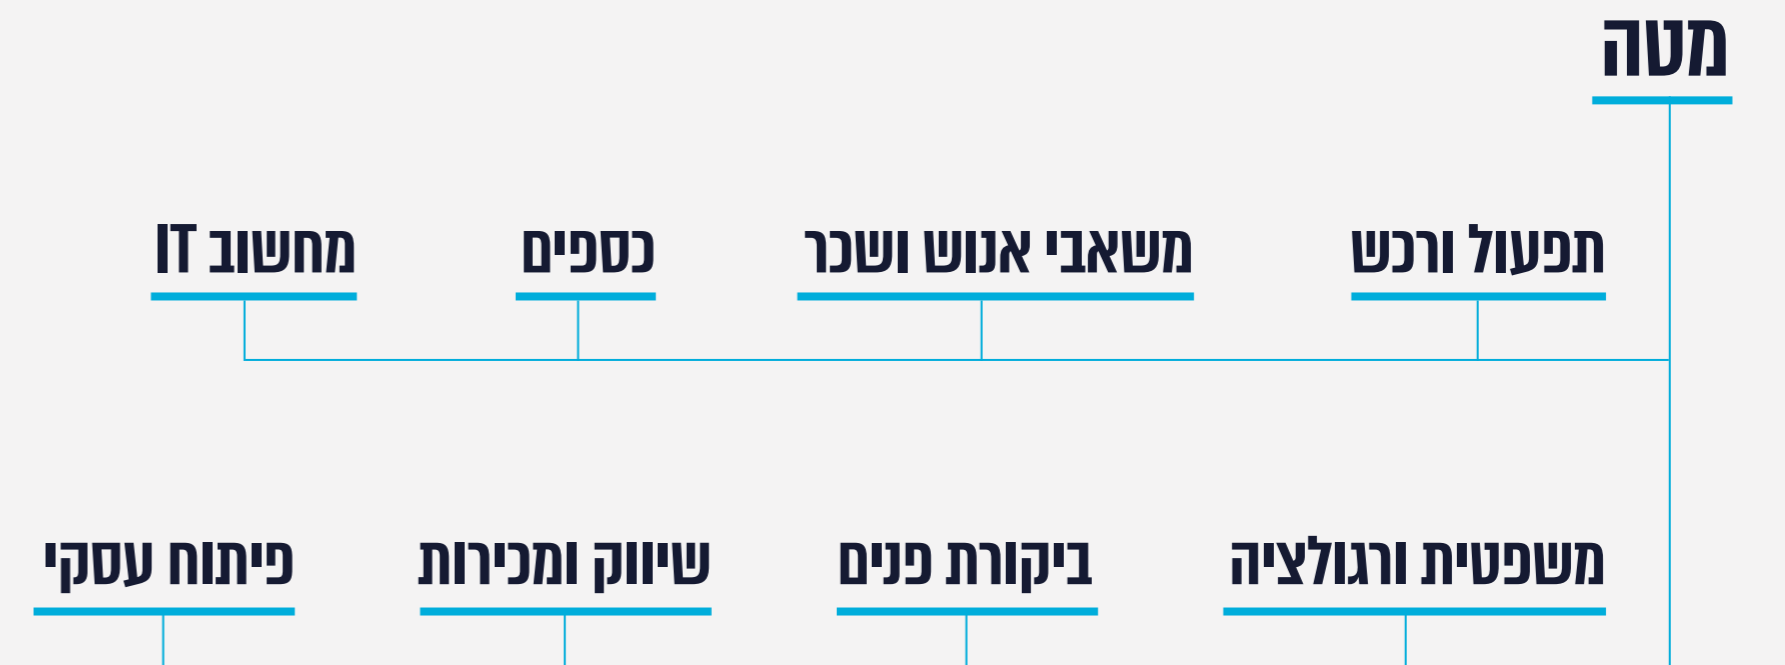 מטה
תפעול ורכש
משאבי אנוש ושכר
כספים
מחשוב IT
משפטית ורגולציה
ביקורת פנים
שיווק ומכירות
פיתוח עסקי